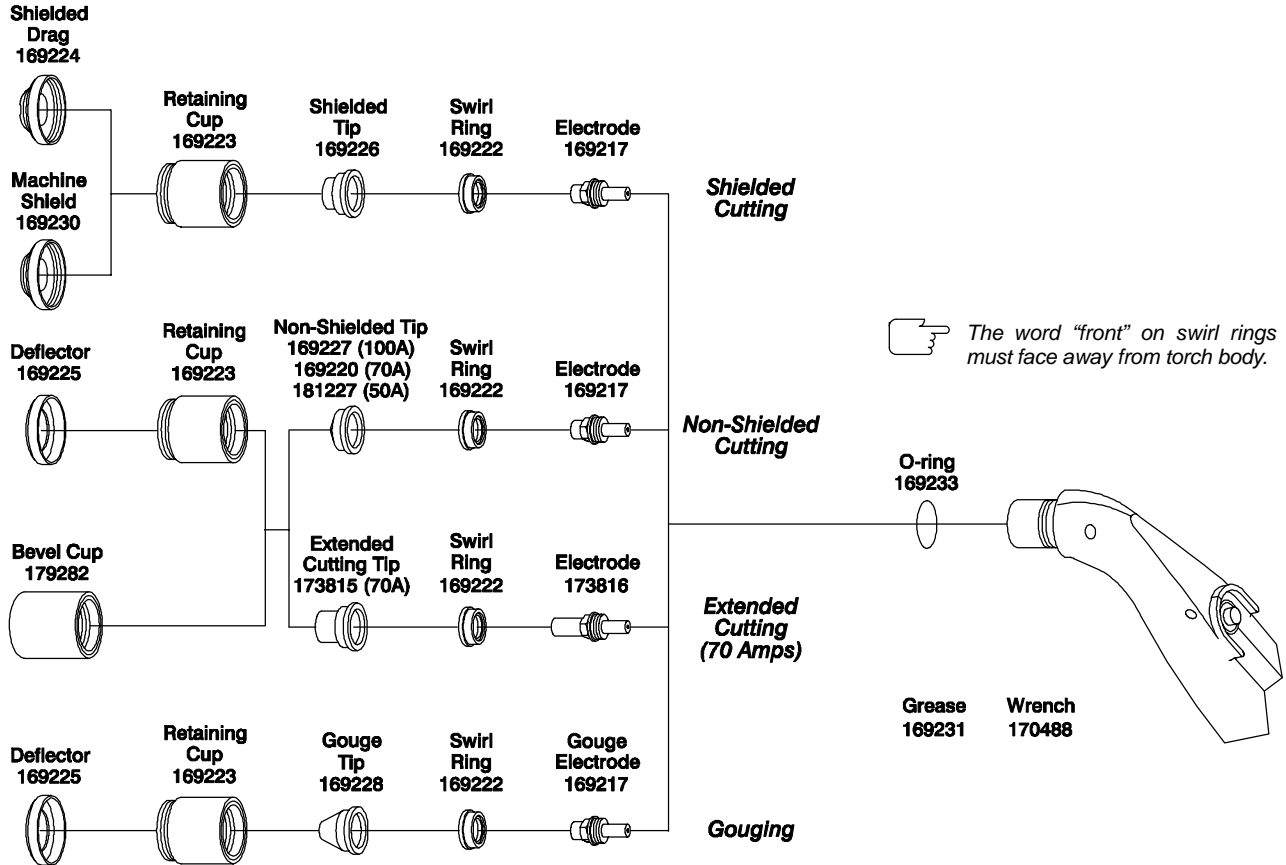 Shielded
Drag
169224
Retaining
Cup
169223
Shielded
Tip
169226
Swirl
Ring
169222
Electrode
169217
Machine
Shield
169230
Shielded
Cutting
Deflector
169225
Retaining
Cup
169223
Non-Shielded Tip
169227 (100A)
169220 (70A)
181227 (50A)
Swirl
Ring
169222
Electrode
169217
Non-Shielded
Cutting
The word “front” on swirl rings
must face away from torch body.
O-ring
169233
Bevel Cup
179282
Extended
Cutting Tip
173815 (70A)
Swirl
Ring
169222
Electrode
173816
Extended
Cutting
(70 Amps)
Grease
169231
Wrench
170488
Deflector
169225
Retaining
Cup
169223
Gouge
Tip
169228
Swirl
Ring
169222
Gouge
Electrode
169217
Gouging